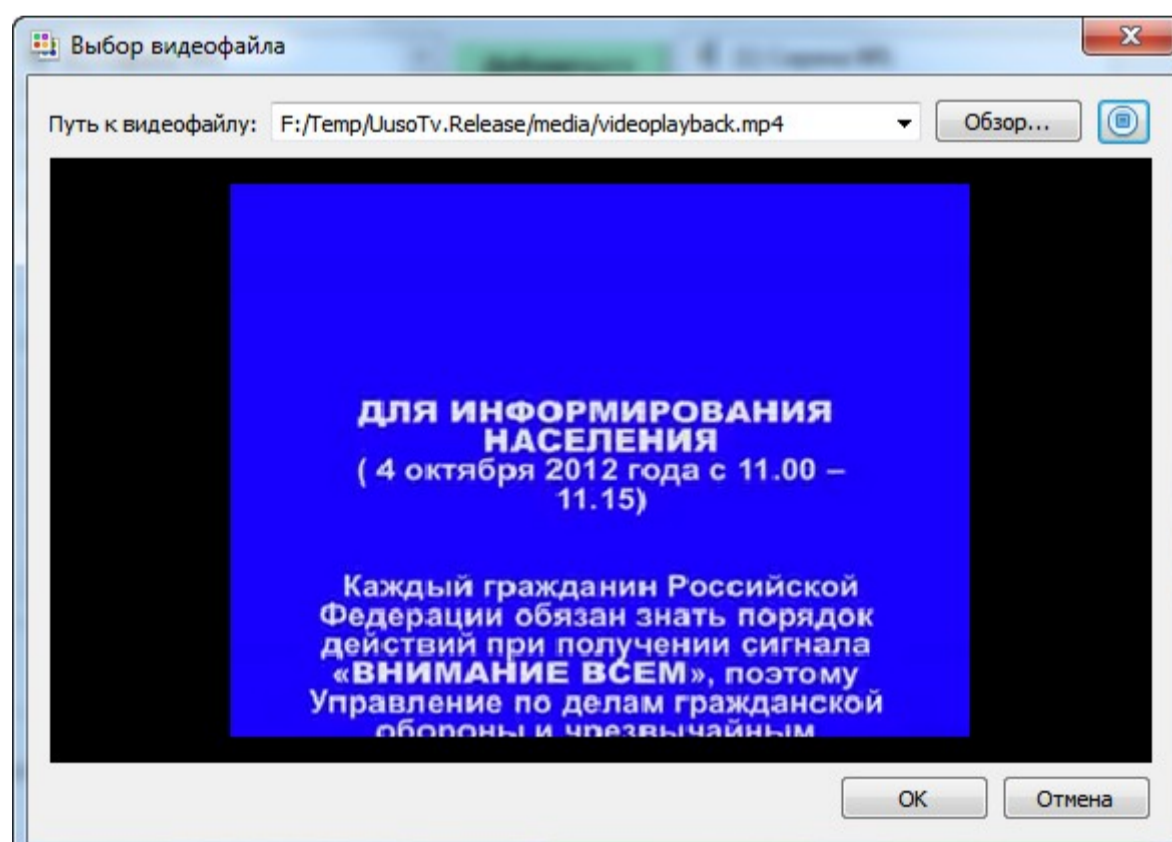 Выбор видеофайла
Путь к видеофайлу: F:/Temp/UusoTv.Release/media/videoplayback.mp4 Обзор...
ДЛЯ ИНФОРМИРОВАНИЯ
НАСЕЛЕНИЯ
( 4 октября 2012 года с 11.00 –
11.15)
Каждый гражданин Российской
Федерации обязан знать порядок
действий при получении сигнала
«ВНИМАНИЕ ВСЕМ», поэтому
Управление по делам гражданской
обороны и чрезвычайным
OK Отмена